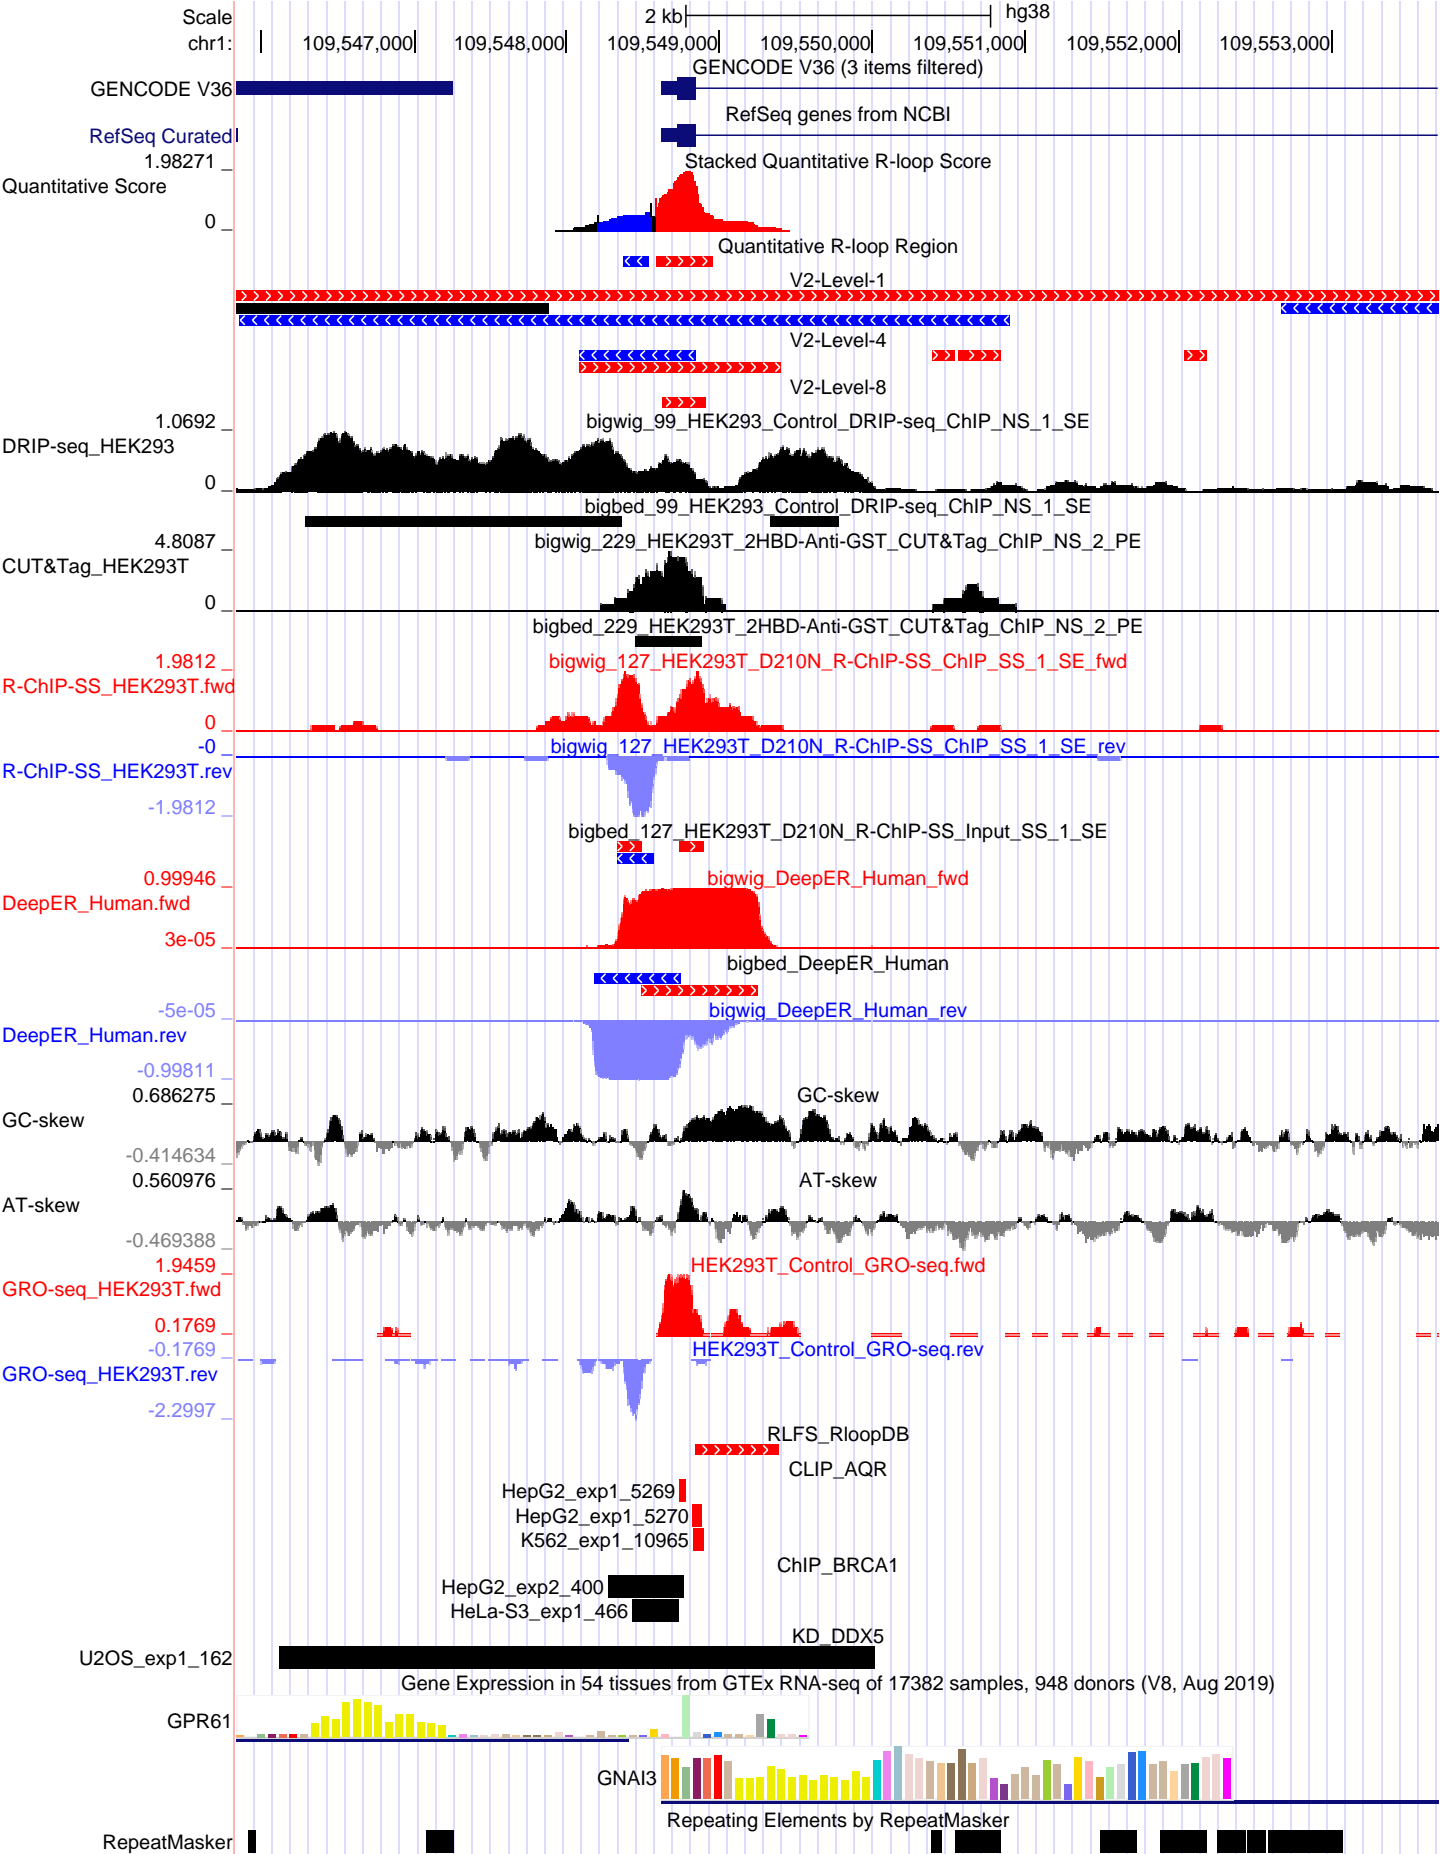 Scale 2 kb hg38
chr1: 109,547,000 109,548,000 109,549,000 109,550,000 109,551,000 109,552,000 109,553,000
GENCODE V36 (3 items filtered)
GENCODE V36
RefSeq genes from NCBI
RefSeq Curated
1.98271 Stacked Quantitative R-loop Score
Quantitative Score
0
Quantitative R-loop Region
V2-Level-1
V2-Level-4
V2-Level-8
1.0692 bigwig_99_HEK293_Control_DRIP-seq_ChIP_NS_1_SE
DRIP-seq_HEK293
0
bigbed_99_HEK293_Control_DRIP-seq_ChIP_NS_1_SE
4.8087 bigwig_229_HEK293T_2HBD-Anti-GST_CUT&Tag_ChIP_NS_2_PE
CUT&Tag_HEK293T
0
bigbed_229_HEK293T_2HBD-Anti-GST_CUT&Tag_ChIP_NS_2_PE
1.9812 bigwig_127_HEK293T_D210N_R-ChIP-SS_ChIP_SS_1_SE_fwd
R-ChIP-SS_HEK293T.fwd
0
-0 bigwig_127_HEK293T_D210N_R-ChIP-SS_ChIP_SS_1_SE_rev
R-ChIP-SS_HEK293T.rev
-1.9812
bigbed_127_HEK293T_D210N_R-ChIP-SS_Input_SS_1_SE
0.99946 bigwig_DeepER_Human_fwd
DeepER_Human.fwd
3e-05
bigbed_DeepER_Human
-5e-05 bigwig_DeepER_Human_rev
DeepER_Human.rev
-0.99811
0.686275 GC-skew
GC-skew
-0.414634
0.560976 AT-skew
AT-skew
-0.469388
1.9459 HEK293T_Control_GRO-seq.fwd
GRO-seq_HEK293T.fwd
0.1769
-0.1769 HEK293T_Control_GRO-seq.rev
GRO-seq_HEK293T.rev
-2.2997
RLFS_RloopDB
CLIP_AQR
HepG2_exp1_5269
HepG2_exp1_5270
K562_exp1_10965
ChIP_BRCA1
HepG2_exp2_400
HeLa-S3_exp1_466
KD_DDX5
U2OS_exp1_162
Gene Expression in 54 tissues from GTEx RNA-seq of 17382 samples, 948 donors (V8, Aug 2019)
GPR61
GNAI3
Repeating Elements by RepeatMasker
RepeatMasker